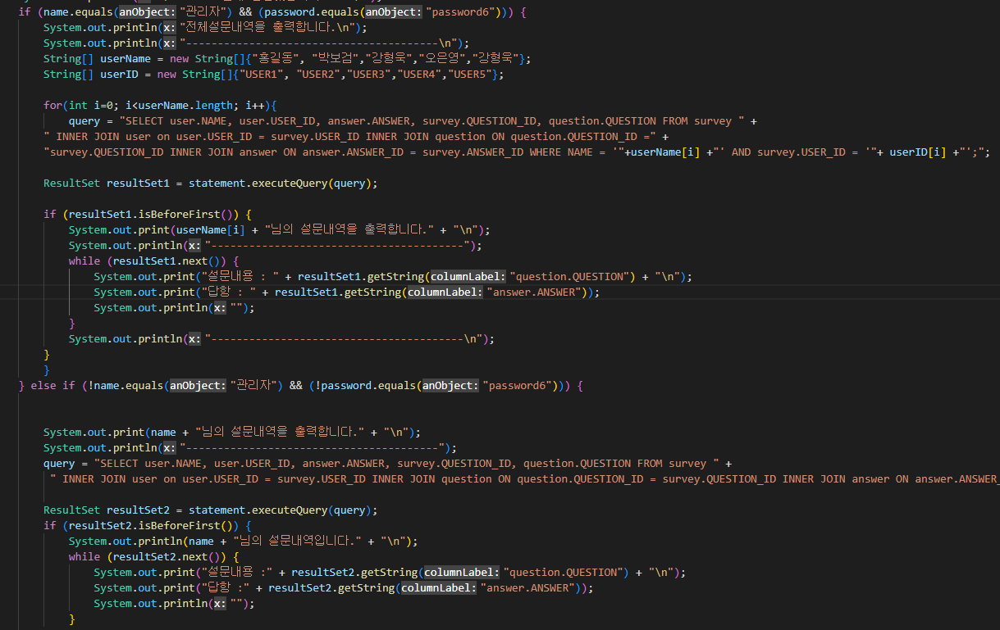 if (name.equals(anObject: "관리자") && (password.equals(anObject: "password6"))) {
System.out.println(x: "전체설문내역을 출력합니다.\n");
System.out.println(x: "----------------------------------------\n");
String[] userName = new String[]{"홍길동", "박보검","강형욱","오은영","강형욱"};
String[] userID = new String[]{"USER1", "USER2","USER3","USER4","USER5"};
for(int i=0; i<userName.length; i++){
query = "SELECT user.NAME, user.USER_ID, answer.ANSWER, survey.QUESTION_ID, question.QUESTION FROM survey " +
" INNER JOIN user on user.USER_ID = survey.USER_ID INNER JOIN question ON question.QUESTION_ID =" +
"survey.QUESTION_ID INNER JOIN answer ON answer.ANSWER_ID = survey.ANSWER_ID WHERE NAME = '"+userName[i] +"' AND survey.USER_ID = '"+ userID[i] +"';";
ResultSet resultSet1 = statement.executeQuery(query);
if (resultSet1.isBeforeFirst()) {
System.out.print(userName[i] + "님의 설문내역을 출력합니다." + "\n");
System.out.println(x: "----------------------------------------");
while (resultSet1.next()) {
System.out.print("설문내용 : " + resultSet1.getString(columnLabel: "question.QUESTION") + "\n");
System.out.print("답항 : " + resultSet1.getString(columnLabel: "answer.ANSWER"));
System.out.println(x: "");
}
System.out.println(x: "----------------------------------------\n");
}
}
} else if (!name.equals(anObject: "관리자") && (!password.equals(anObject: "password6"))) {
System.out.print(name + "님의 설문내역을 출력합니다." + "\n");
System.out.println(x: "----------------------------------------");
query = "SELECT user.NAME, user.USER_ID, answer.ANSWER, survey.QUESTION_ID, question.QUESTION FROM survey " +
" INNER JOIN user on user.USER_ID = survey.USER_ID INNER JOIN question ON question.QUESTION_ID = survey.QUESTION_ID INNER JOIN answer ON answer.ANSWER_
ResultSet resultSet2 = statement.executeQuery(query);
if (resultSet2.isBeforeFirst()) {
System.out.println(name + "님의 설문내역입니다." + "\n");
while (resultSet2.next()) {
System.out.print("설문내용 :" + resultSet2.getString(columnLabel: "question.QUESTION") + "\n");
System.out.print("답항 :" + resultSet2.getString(columnLabel: "answer.ANSWER"));
System.out.println(x: "");
}